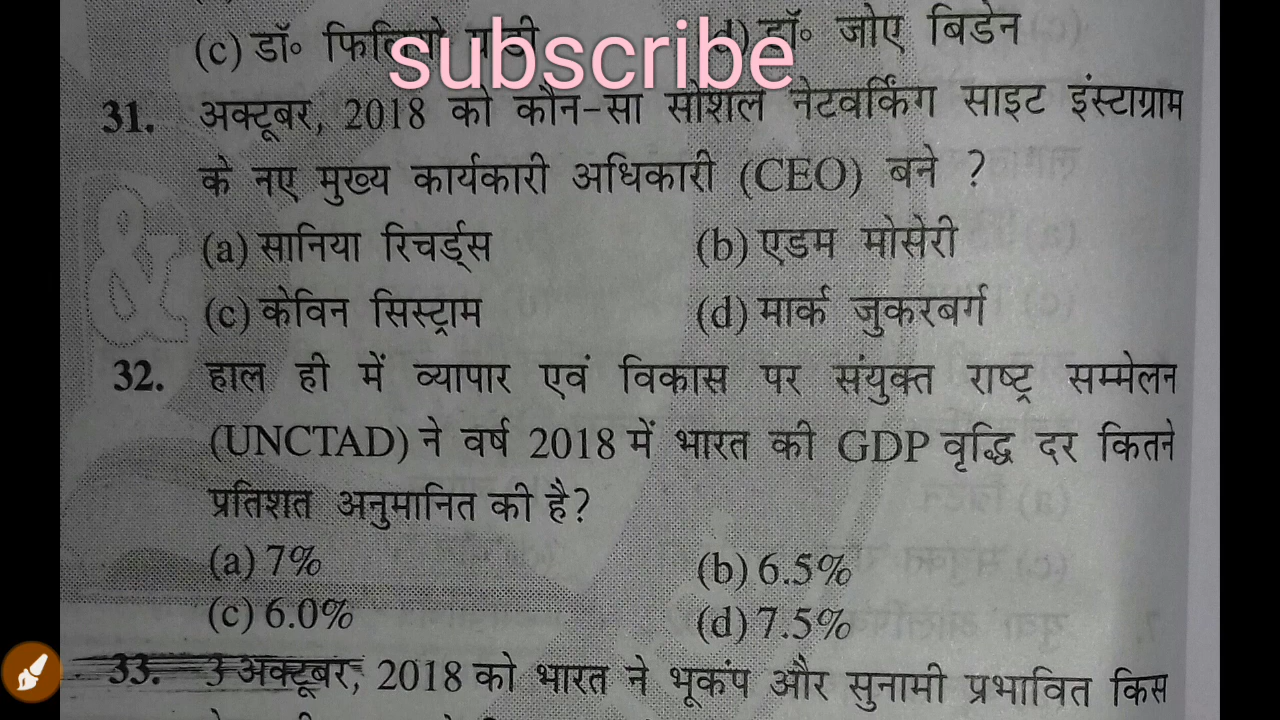 (c) डॉ० फिलिपो
(d) डॉ० जोए बिडेन
subscribe
31. अक्टूबर, 2018 को कौन-सा सोशल नेटवर्किंग साइट इंस्टाग्राम
के नए मुख्य कार्यकारी अधिकारी (CEO) बने ?
(a) सानिया रिचर्ड्स (b) एडम मोसेरी
(c) केविन सिस्ट्राम (d) मार्क जुकरबर्ग
32. हाल ही में व्यापार एवं विकास पर संयुक्त राष्ट्र सम्मेलन
(UNCTAD) ने वर्ष 2018 में भारत की GDP वृद्धि दर कितने
प्रतिशत अनुमानित की है?
(a) 7% (b) 6.5%
(c) 6.0% (d) 7.5%
33. 3 अक्टूबर, 2018 को भारत ने भूकंप और सुनामी प्रभावित किस